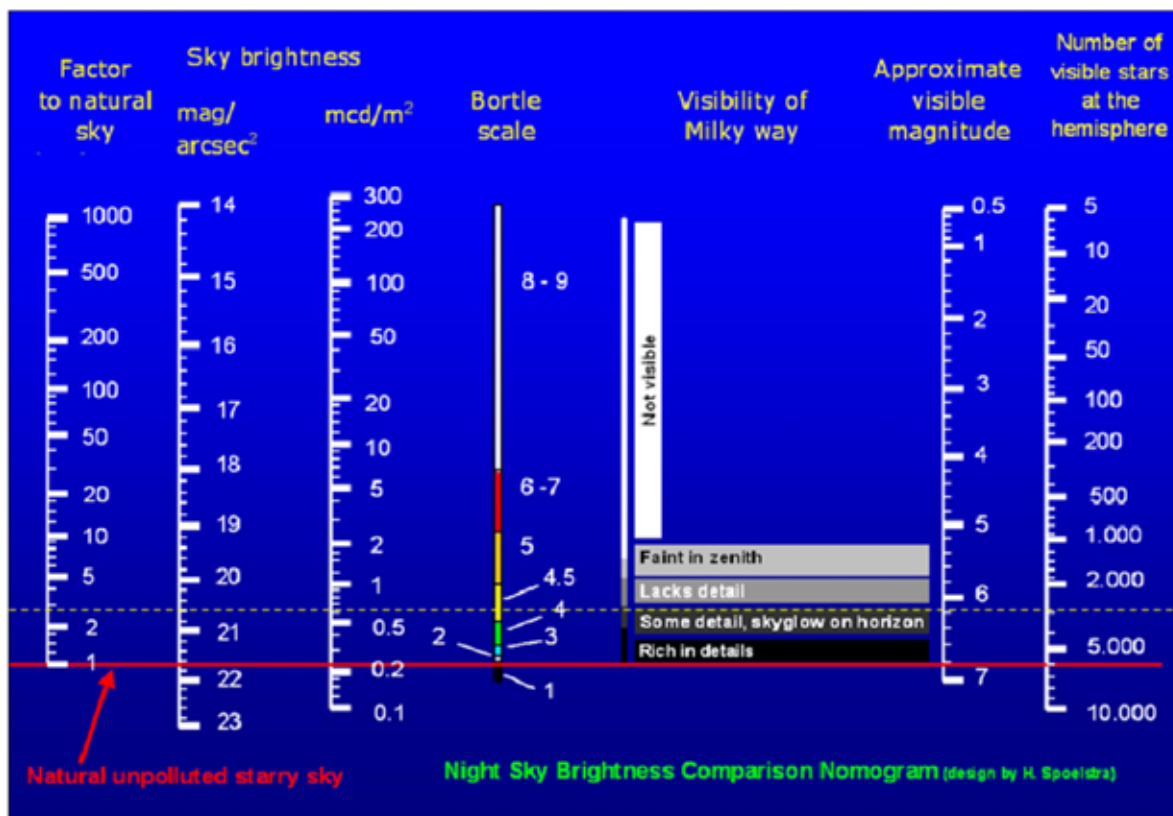 Factor
to natural
sky
Sky brightness
mag/
arcsec²
mcd/m²
Bortle
scale
Visibility of
Milky way
Approximate
visible
magnitude
Number of
visible stars
at the
hemisphere
1000
500
200
100
50
20
10
5
2
1
14
15
16
17
18
19
20
21
22
23
300
200
100
50
20
10
5
2
1
0.5
0.2
0.1
8 - 9
6 -7
5
4.5
4
3
2
1
Not visible
Faint in zenith
Lacks detail
Some detail, skyglow on horizon
Rich in details
0.5
1
2
3
4
5
6
7
5
10
20
50
100
200
500
1.000
2.000
5.000
10.000
Natural unpolluted starry sky
Night Sky Brightness Comparison Nomogram (design by H. Spoelstra)